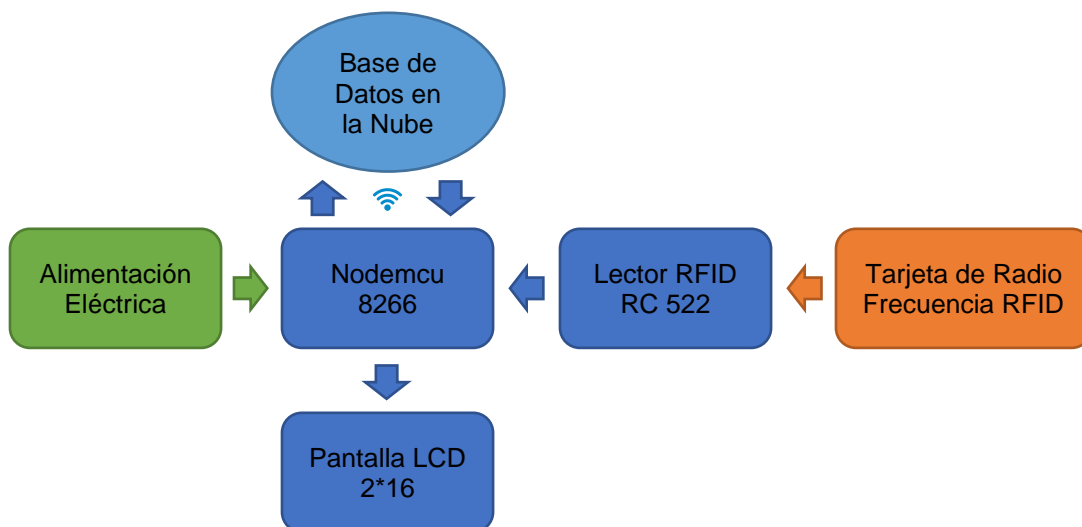 Base de
Datos en
la Nube
Alimentación
Eléctrica
Nodemcu
8266
Lector RFID
RC 522
Tarjeta de Radio
Frecuencia RFID
Pantalla LCD
2*16